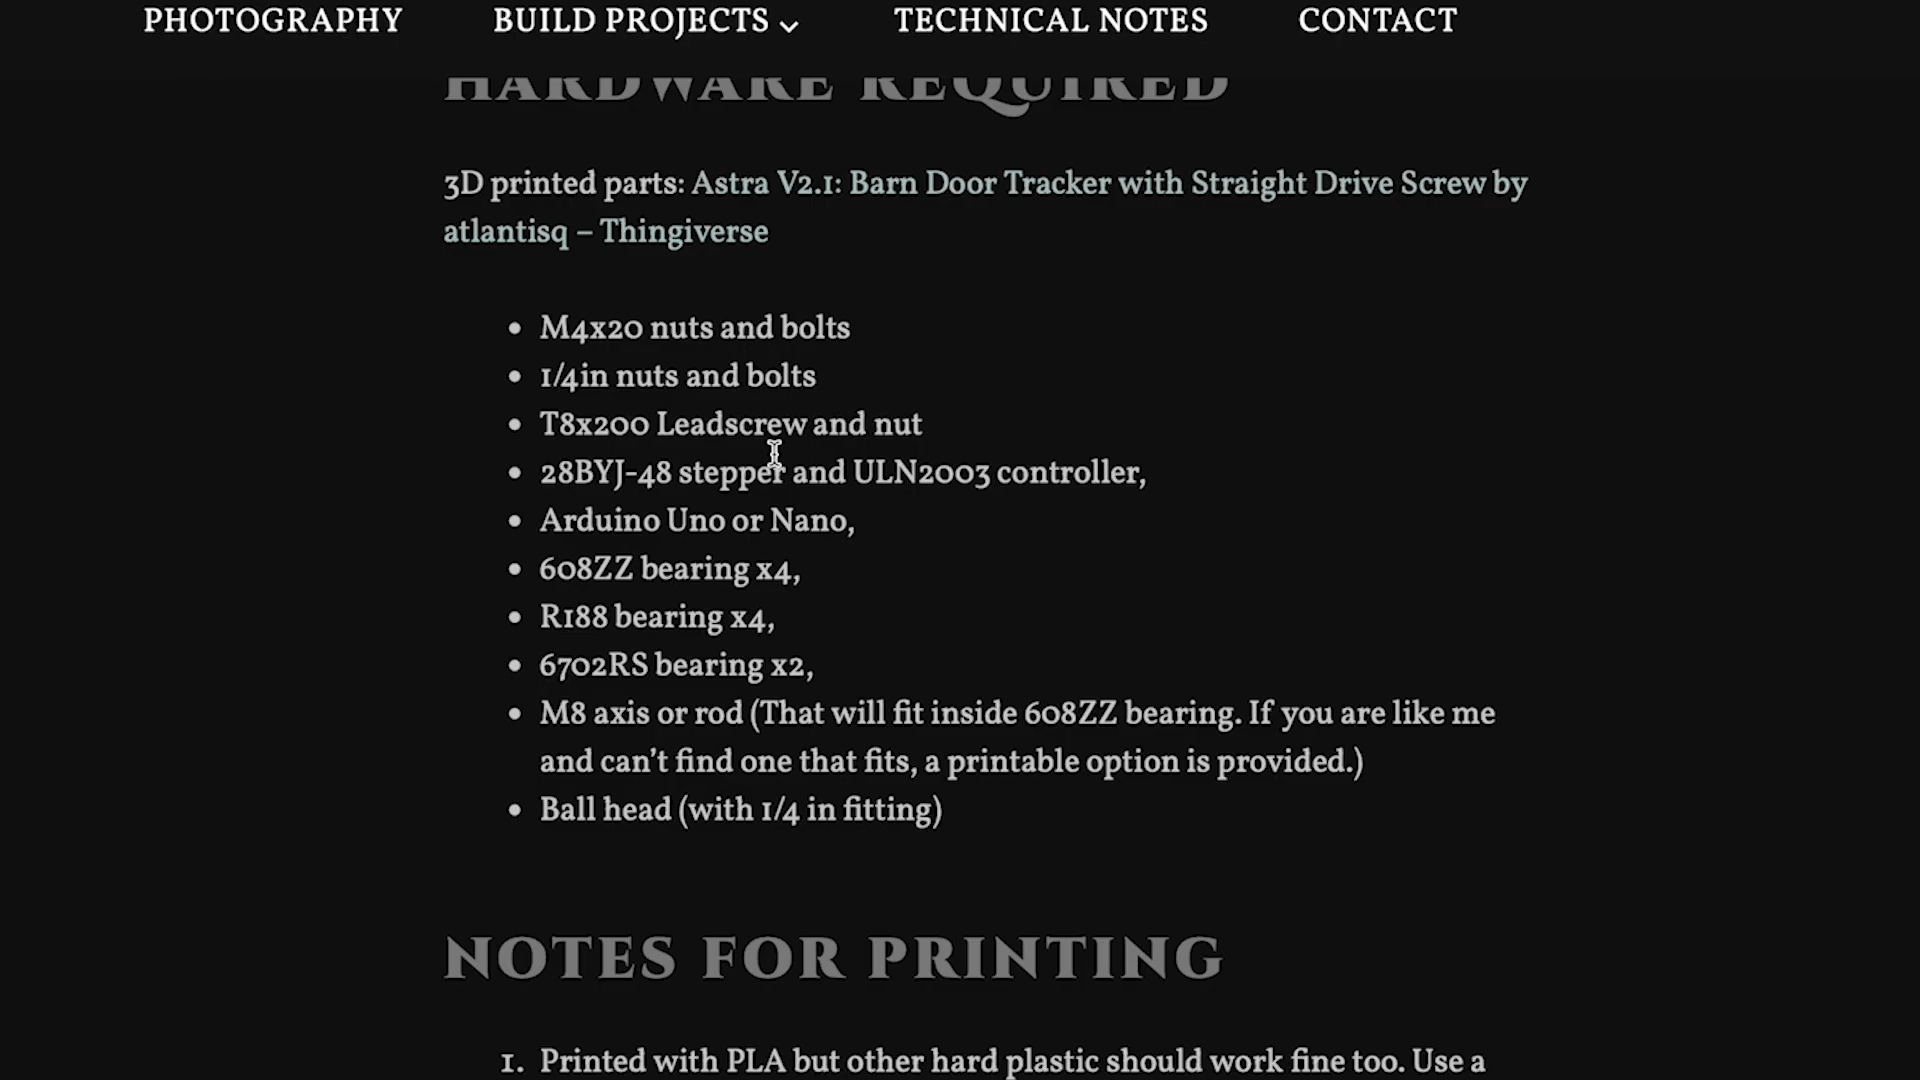 PHOTOGRAPHY BUILD PROJECTS TECHNICAL NOTES CONTACT
HARDWARE REQUIRED
3D printed parts: Astra V2.1: Barn Door Tracker with Straight Drive Screw by
atlantisq – Thingiverse
• M4x20 nuts and bolts
• 1/4in nuts and bolts
• T8x200 Leadscrew and nut
• 28BYJ-48 stepper and ULN2003 controller,
• Arduino Uno or Nano,
• 608ZZ bearing x4,
• R188 bearing x4,
• 6702RS bearing x2,
• M8 axis or rod (That will fit inside 608ZZ bearing. If you are like me
and can’t find one that fits, a printable option is provided.)
• Ball head (with 1/4 in fitting)
NOTES FOR PRINTING
1. Printed with PLA but other hard plastic should work fine too. Use a